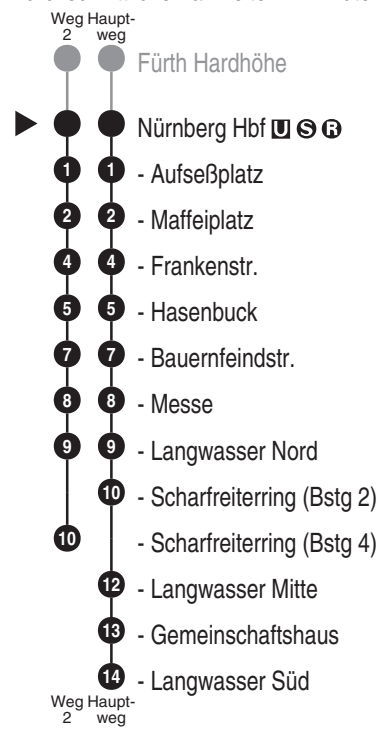 Weg Haupt-
2 weg
Fürth Hardhöhe
Nürnberg Hbf U S R
1 1 - Aufseßplatz
2 2 - Maffeiplatz
4 4 - Frankenstr.
5 5 - Hasenbuck
7 7 - Bauernfeindstr.
8 8 - Messe
9 9 - Langwasser Nord
10 - Scharfreiterring (Bstg 2)
10 - Scharfreiterring (Bstg 4)
12 - Langwasser Mitte
13 - Gemeinschaftshaus
14 - Langwasser Süd
Weg Haupt-
2 weg